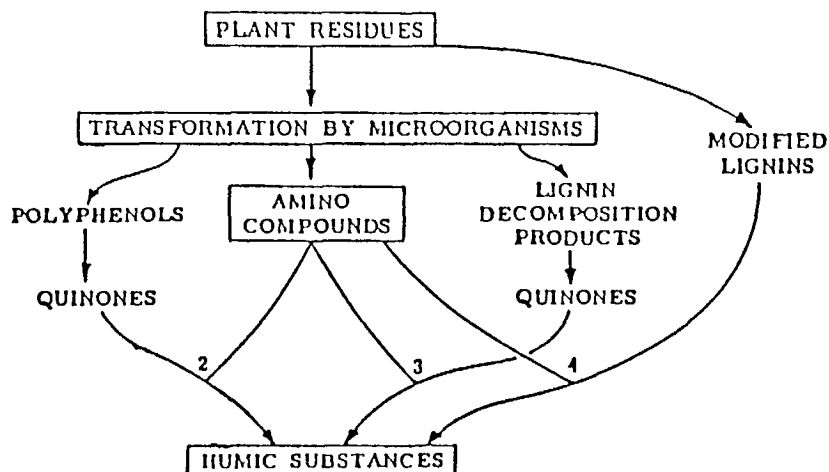 PLANT RESIDUES
TRANSFORMATION BY MICROORGANISMS
MODIFIED
LIGNINS
POLYPHENOLS
AMINO
COMPOUNDS
LIGNIN
DECOMPOSITION
PRODUCTS
QUINONES
QUINONES
2
3
1
HUMIC SUBSTANCES